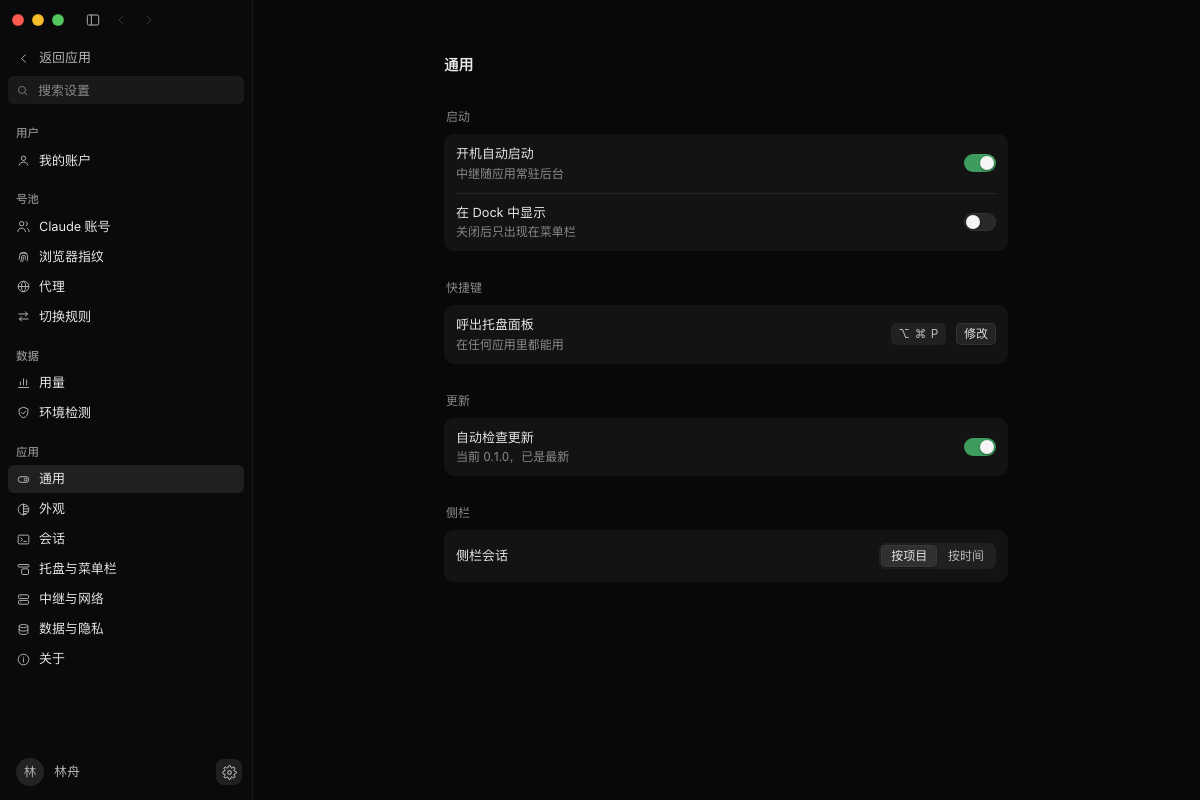 返回应用
搜索设置
用户
我的账户
号池
Claude 账号
浏览器指纹
代理
切换规则
数据
用量
环境检测
应用
通用
外观
会话
托盘与菜单栏
中继与网络
数据与隐私
关于
林 林舟
通用
启动
开机自动启动
中继随应用常驻后台
在 Dock 中显示
关闭后只出现在菜单栏
快捷键
呼出托盘面板
在任何应用里都能用
⌥ ⌘ P 修改
更新
自动检查更新
当前 0.1.0，已是最新
侧栏
侧栏会话
按项目 按时间